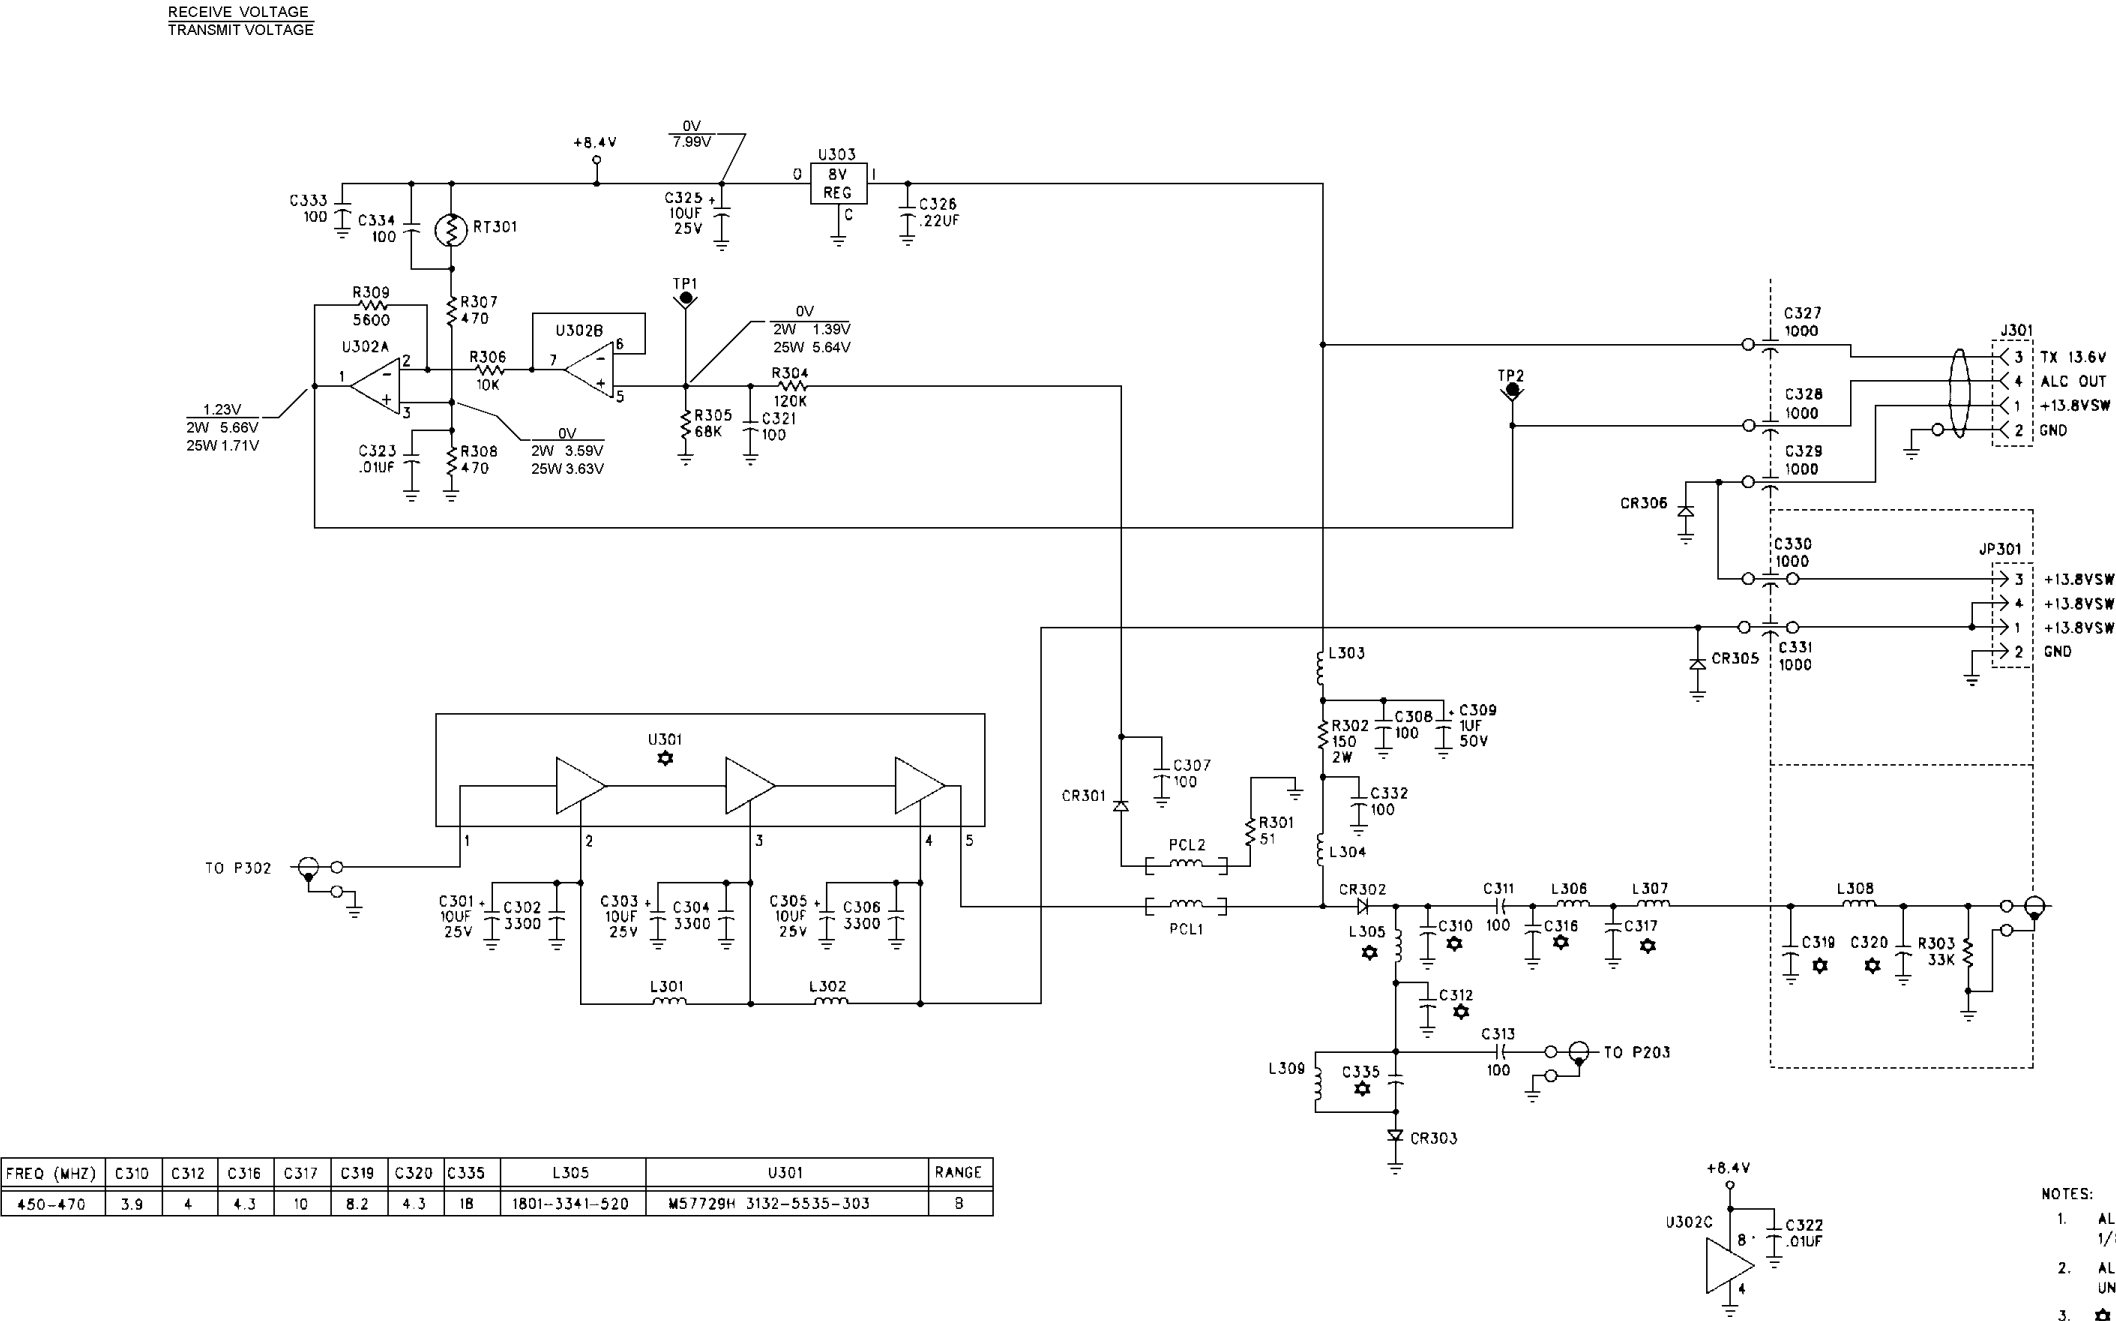 RECEIVE VOLTAGE
TRANSMIT VOLTAGE
+8.4V
0V
7.99V
U303
O
8V
REG
I
C
C333
100
C334
100
RT301
C325
+
10UF
25V
C326
.22UF
R309
5600
R307
470
TP1
0V
2W 1.39V
25W 5.64V
U302A
1
2
3
-
+
R306
10K
U302B
7
6
5
-
+
R304
120K
R305
68K
C321
100
1.23V
2W 5.66V
25W 1.71V
C323
.01UF
R308
470
0V
2W 3.59V
25W 3.63V
TP2
C327
1000
C328
1000
C329
1000
J301
3 TX 13.6V
4 ALC OUT
1 +13.8VSW
2 GND
CR306
C330
1000
JP301
3 +13.8VSW
4 +13.8VSW
1 +13.8VSW
2 GND
CR305
C331
1000
L303
R302
150
2W
C308
100
+ C309
1UF
50V
U301
1
2
3
4
5
C307
100
CR301
R301
51
C332
100
L304
PCL2
PCL1
TO P302
C301 +
10UF
25V
C302
3300
C303 +
10UF
25V
C304
3300
C305 +
10UF
25V
C306
3300
L301
L302
CR302
L305
C310
C311
100
L306
C316
L307
C317
L308
C319
C320
R303
33K
C312
C313
100
TO P203
L309
C335
CR303
FREQ (MHZ) C310 C312 C316 C317 C319 C320 C335 L305 U301 RANGE
450-470 3.9 4 4.3 10 8.2 4.3 18 1801-3341-520 M57729H 3132-5535-303 B
+8.4V
U302C
8
4
C322
.01UF
NOTES:
1. AL
1/
2. AL
UN
3.